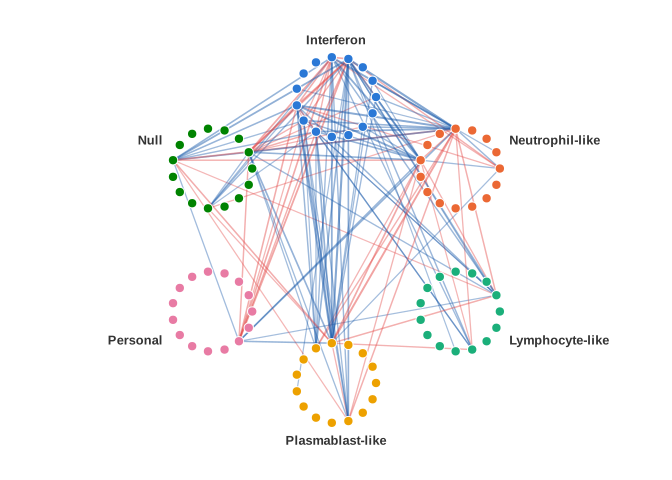 Interferon
Null
Neutrophil-like
Personal
Lymphocyte-like
Plasmablast-like